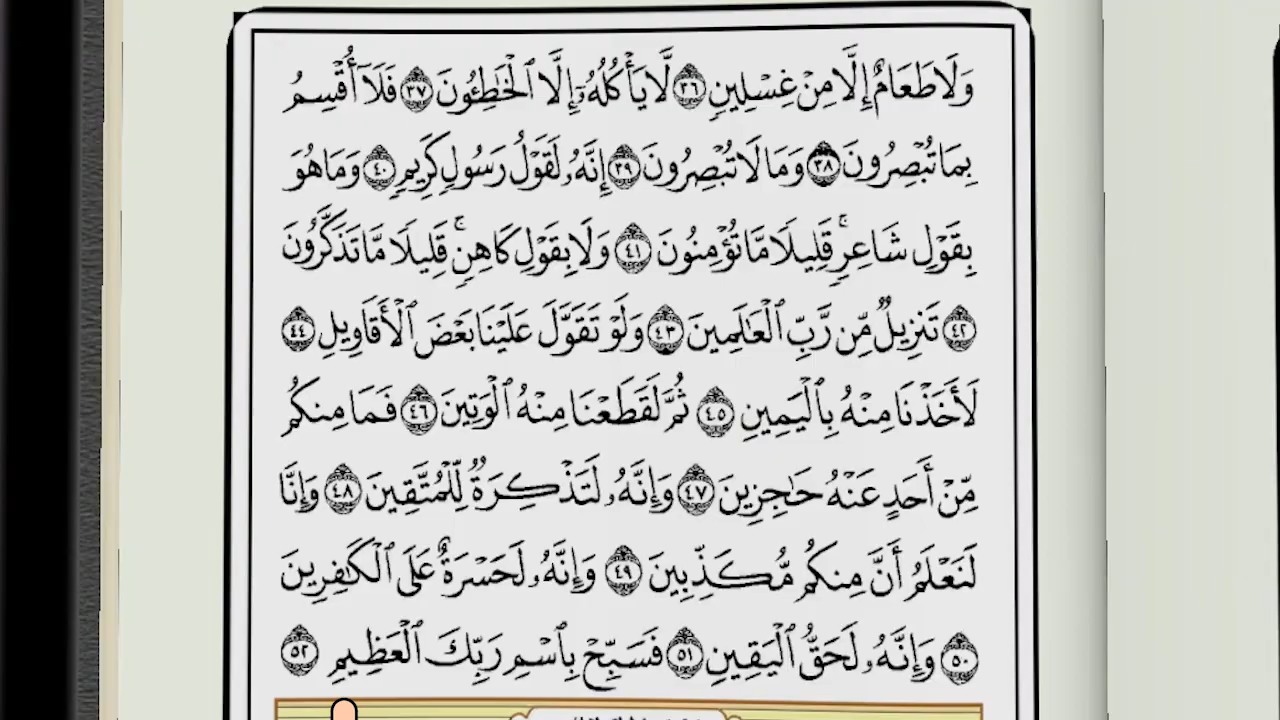 وَلَا طَعَامٌ إِلَّا مِنْ غِسْلِينٍ ٣٦ لَّا يَأْكُلُهُۥٓ إِلَّا ٱلْخَٰطِـُٔونَ ٣٧ فَلَآ أُقْسِمُ
بِمَا تُبْصِرُونَ ٣٨ وَمَا لَا تُبْصِرُونَ ٣٩ إِنَّهُۥ لَقَوْلُ رَسُولٍ كَرِيمٍ ٤٠ وَمَا هُوَ
بِقَوْلِ شَاعِرٍ ۚ قَلِيلًا مَّا تُؤْمِنُونَ ٤١ وَلَا بِقَوْلِ كَاهِنٍ ۚ قَلِيلًا مَّا تَذَكَّرُونَ
٤٢ تَنزِيلٌ مِّن رَّبِّ ٱلْعَٰلَمِينَ ٤٣ وَلَوْ تَقَوَّلَ عَلَيْنَا بَعْضَ ٱلْأَقَاوِيلِ ٤٤
لَأَخَذْنَا مِنْهُ بِٱلْيَمِينِ ٤٥ ثُمَّ لَقَطَعْنَا مِنْهُ ٱلْوَتِينَ ٤٦ فَمَا مِنكُم
مِّنْ أَحَدٍ عَنْهُ حَٰجِزِينَ ٤٧ وَإِنَّهُۥ لَتَذْكِرَةٌ لِّلْمُتَّقِينَ ٤٨ وَإِنَّا
لَنَعْلَمُ أَنَّ مِنكُم مُّكَذِّبِينَ ٤٩ وَإِنَّهُۥ لَحَسْرَةٌ عَلَى ٱلْكَٰفِرِينَ
٥٠ وَإِنَّهُۥ لَحَقُّ ٱلْيَقِينِ ٥١ فَسَبِّحْ بِٱسْمِ رَبِّكَ ٱلْعَظِيمِ ٥٢